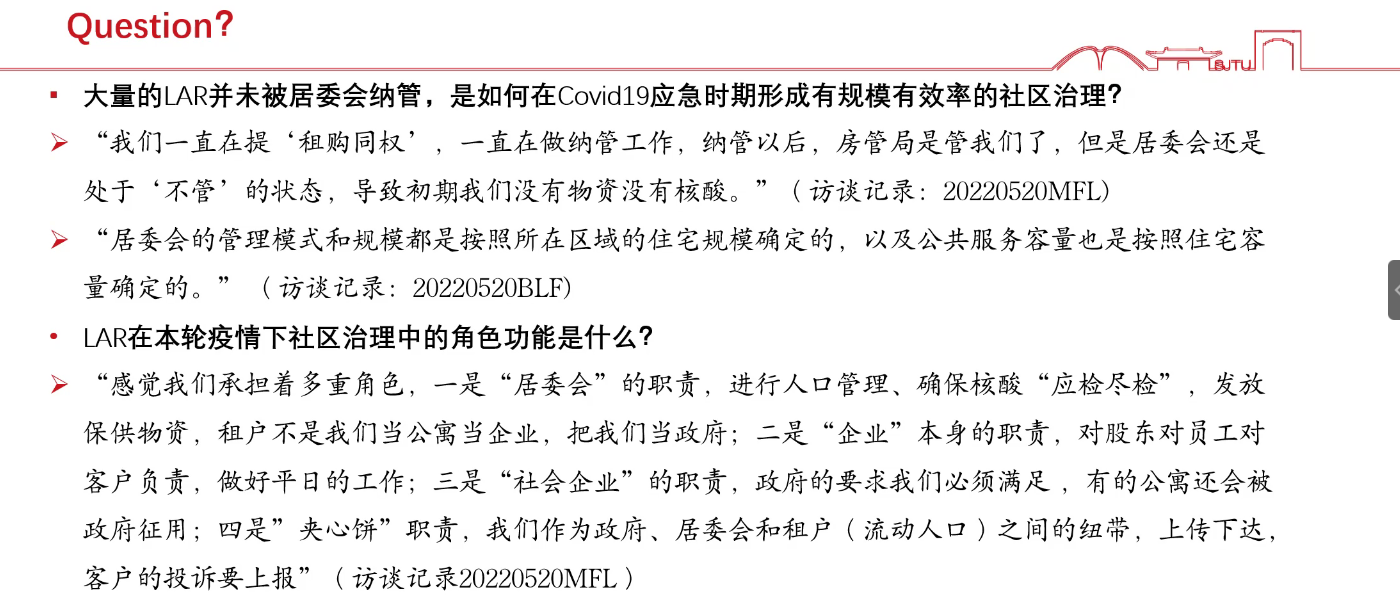 Question?
SJTU
▪ 大量的LAR并未被居委会纳管，是如何在Covid19应急时期形成有规模有效率的社区治理？
➢ “我们一直在提‘租购同权’，一直在做纳管工作，纳管以后，房管局是管我们了，但是居委会还是
处于‘不管’的状态，导致初期我们没有物资没有核酸。”（访谈记录：20220520MFL)
➢ “居委会的管理模式和规模都是按照所在区域的住宅规模确定的，以及公共服务容量也是按照住宅容
量确定的。”（访谈记录：20220520BLF)
• LAR在本轮疫情下社区治理中的角色功能是什么？
➢ “感觉我们承担着多重角色，一是“居委会”的职责，进行人口管理、确保核酸“应检尽检”，发放
保供物资，租户不是我们当公寓当企业，把我们当政府；二是“企业”本身的职责，对股东对员工对
客户负责，做好平日的工作；三是“社会企业”的职责，政府的要求我们必须满足，有的公寓还会被
政府征用；四是”夹心饼”职责，我们作为政府、居委会和租户（流动人口）之间的纽带，上传下达，
客户的投诉要上报”（访谈记录20220520MFL）